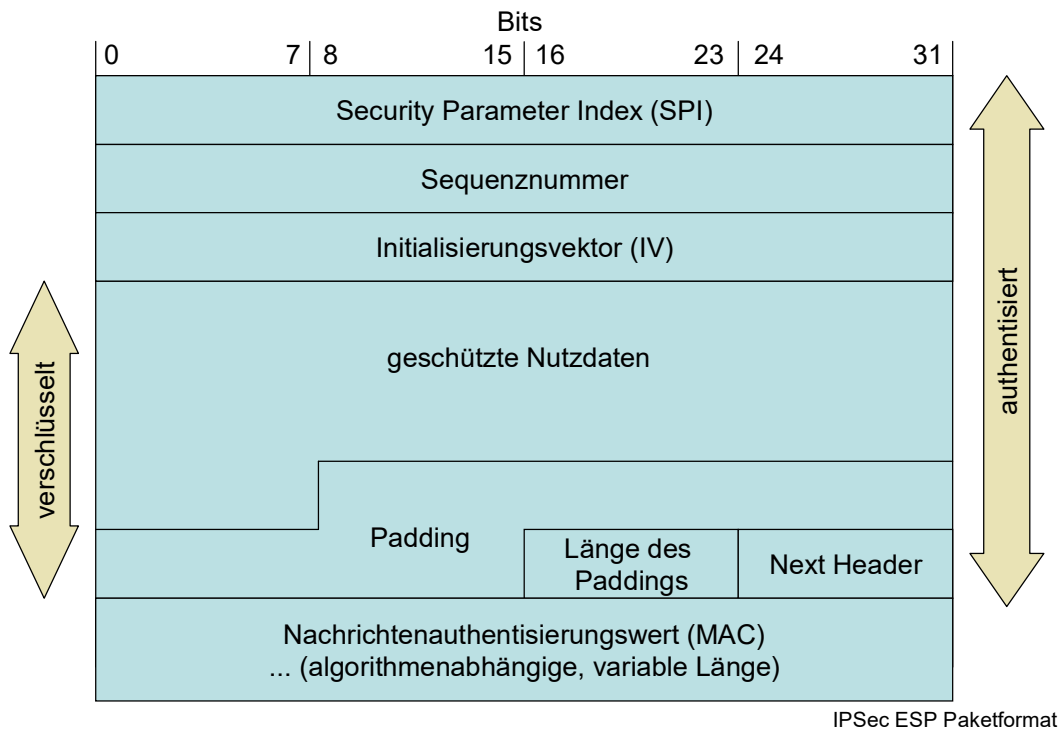 Bits
0 7 8 15 16 23 24 31
Security Parameter Index (SPI)
Sequenznummer
Initialisierungsvektor (IV)
geschützte Nutzdaten
verschlüsselt
authentisiert
Padding
Länge des
Paddings
Next Header
Nachrichtenauthentisierungswert (MAC)
... (algorithmenabhängige, variable Länge)
IPSec ESP Paketformat